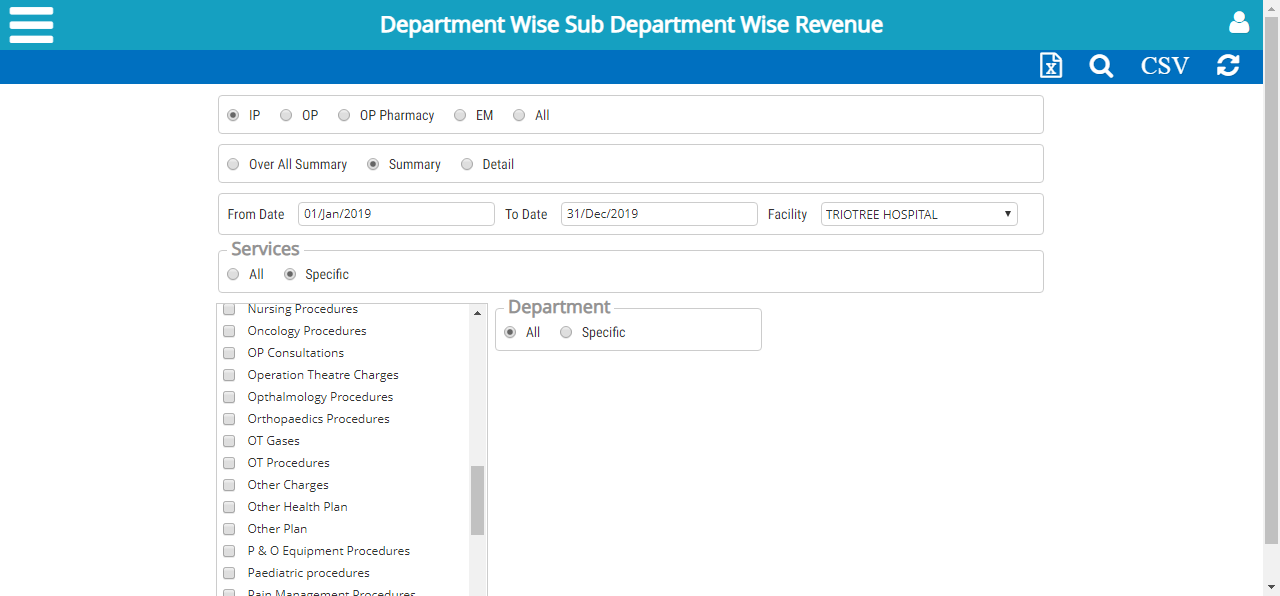 Department Wise Sub Department Wise Revenue
CSV
IP OP OP Pharmacy EM All
Over All Summary Summary Detail
From Date 01/Jan/2019 To Date 31/Dec/2019 Facility TRIOTREE HOSPITAL
Services
All Specific
Nursing Procedures
Oncology Procedures
OP Consultations
Operation Theatre Charges
Opthalmology Procedures
Orthopaedics Procedures
OT Gases
OT Procedures
Other Charges
Other Health Plan
Other Plan
P & O Equipment Procedures
Paediatric procedures
Pain Management Procedures
Department
All Specific